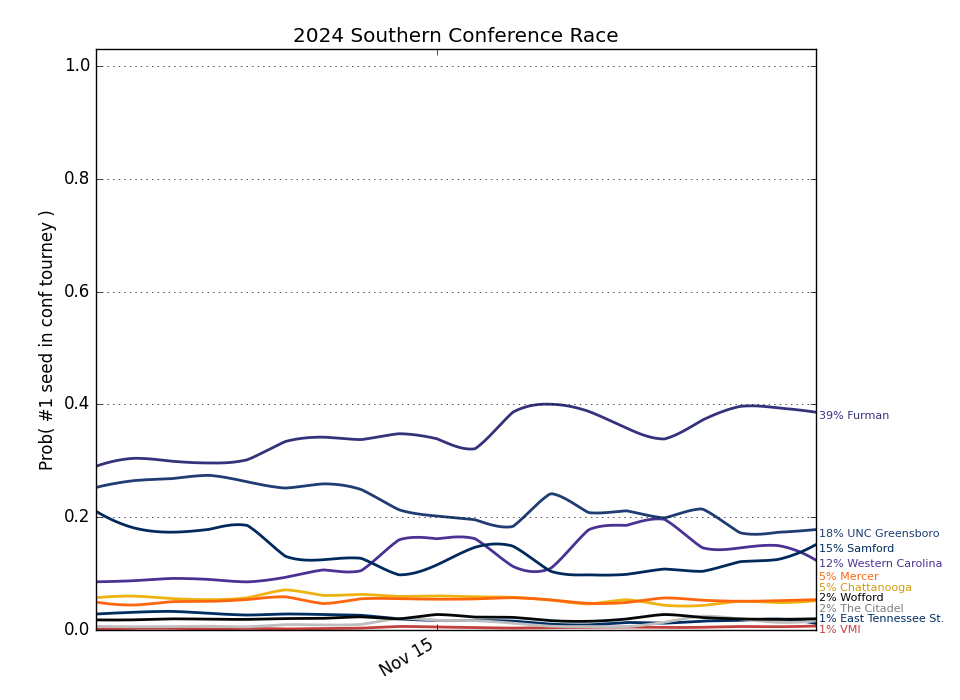 2024 Southern Conference Race
Prob( #1 seed in conf tourney )
1.0
0.8
0.6
0.4
0.2
0.0
Nov 15
39% Furman
18% UNC Greensboro
15% Samford
12% Western Carolina
5% Mercer
5% Chattanooga
2% Wofford
2% The Citadel
1% East Tennessee St.
1% VMI